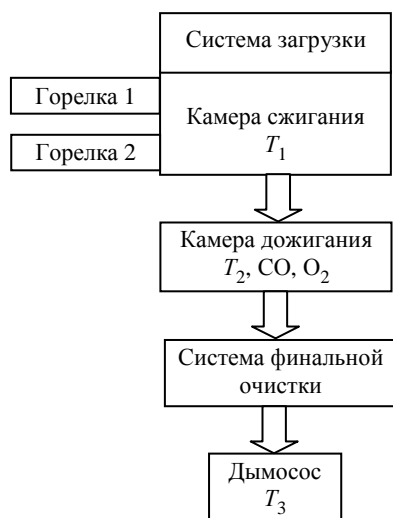 Система загрузки
Горелка 1
Камера сжигания
T₁
Горелка 2
Камера дожигания
T₂, CO, O₂
Система финальной
очистки
Дымосос
T₃